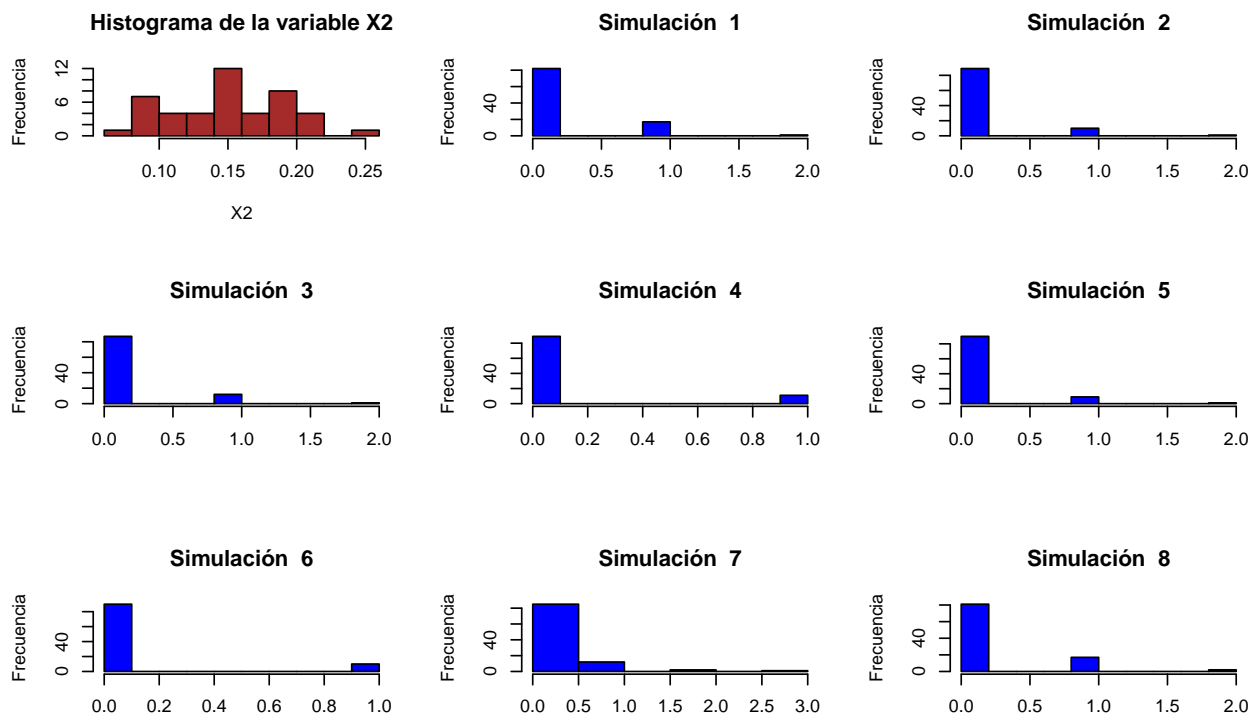 Histograma de la variable X2
Frecuencia
0 6 12
0.10 0.15 0.20 0.25
X2
Simulación 1
Frecuencia
0 40
0.0 0.5 1.0 1.5 2.0
Simulación 2
Frecuencia
0 40
0.0 0.5 1.0 1.5 2.0
Simulación 3
Frecuencia
0 40
0.0 0.5 1.0 1.5 2.0
Simulación 4
Frecuencia
0 40
0.0 0.2 0.4 0.6 0.8 1.0
Simulación 5
Frecuencia
0 40
0.0 0.5 1.0 1.5 2.0
Simulación 6
Frecuencia
0 40
0.0 0.2 0.4 0.6 0.8 1.0
Simulación 7
Frecuencia
0 40
0.0 0.5 1.0 1.5 2.0 2.5 3.0
Simulación 8
Frecuencia
0 40
0.0 0.5 1.0 1.5 2.0